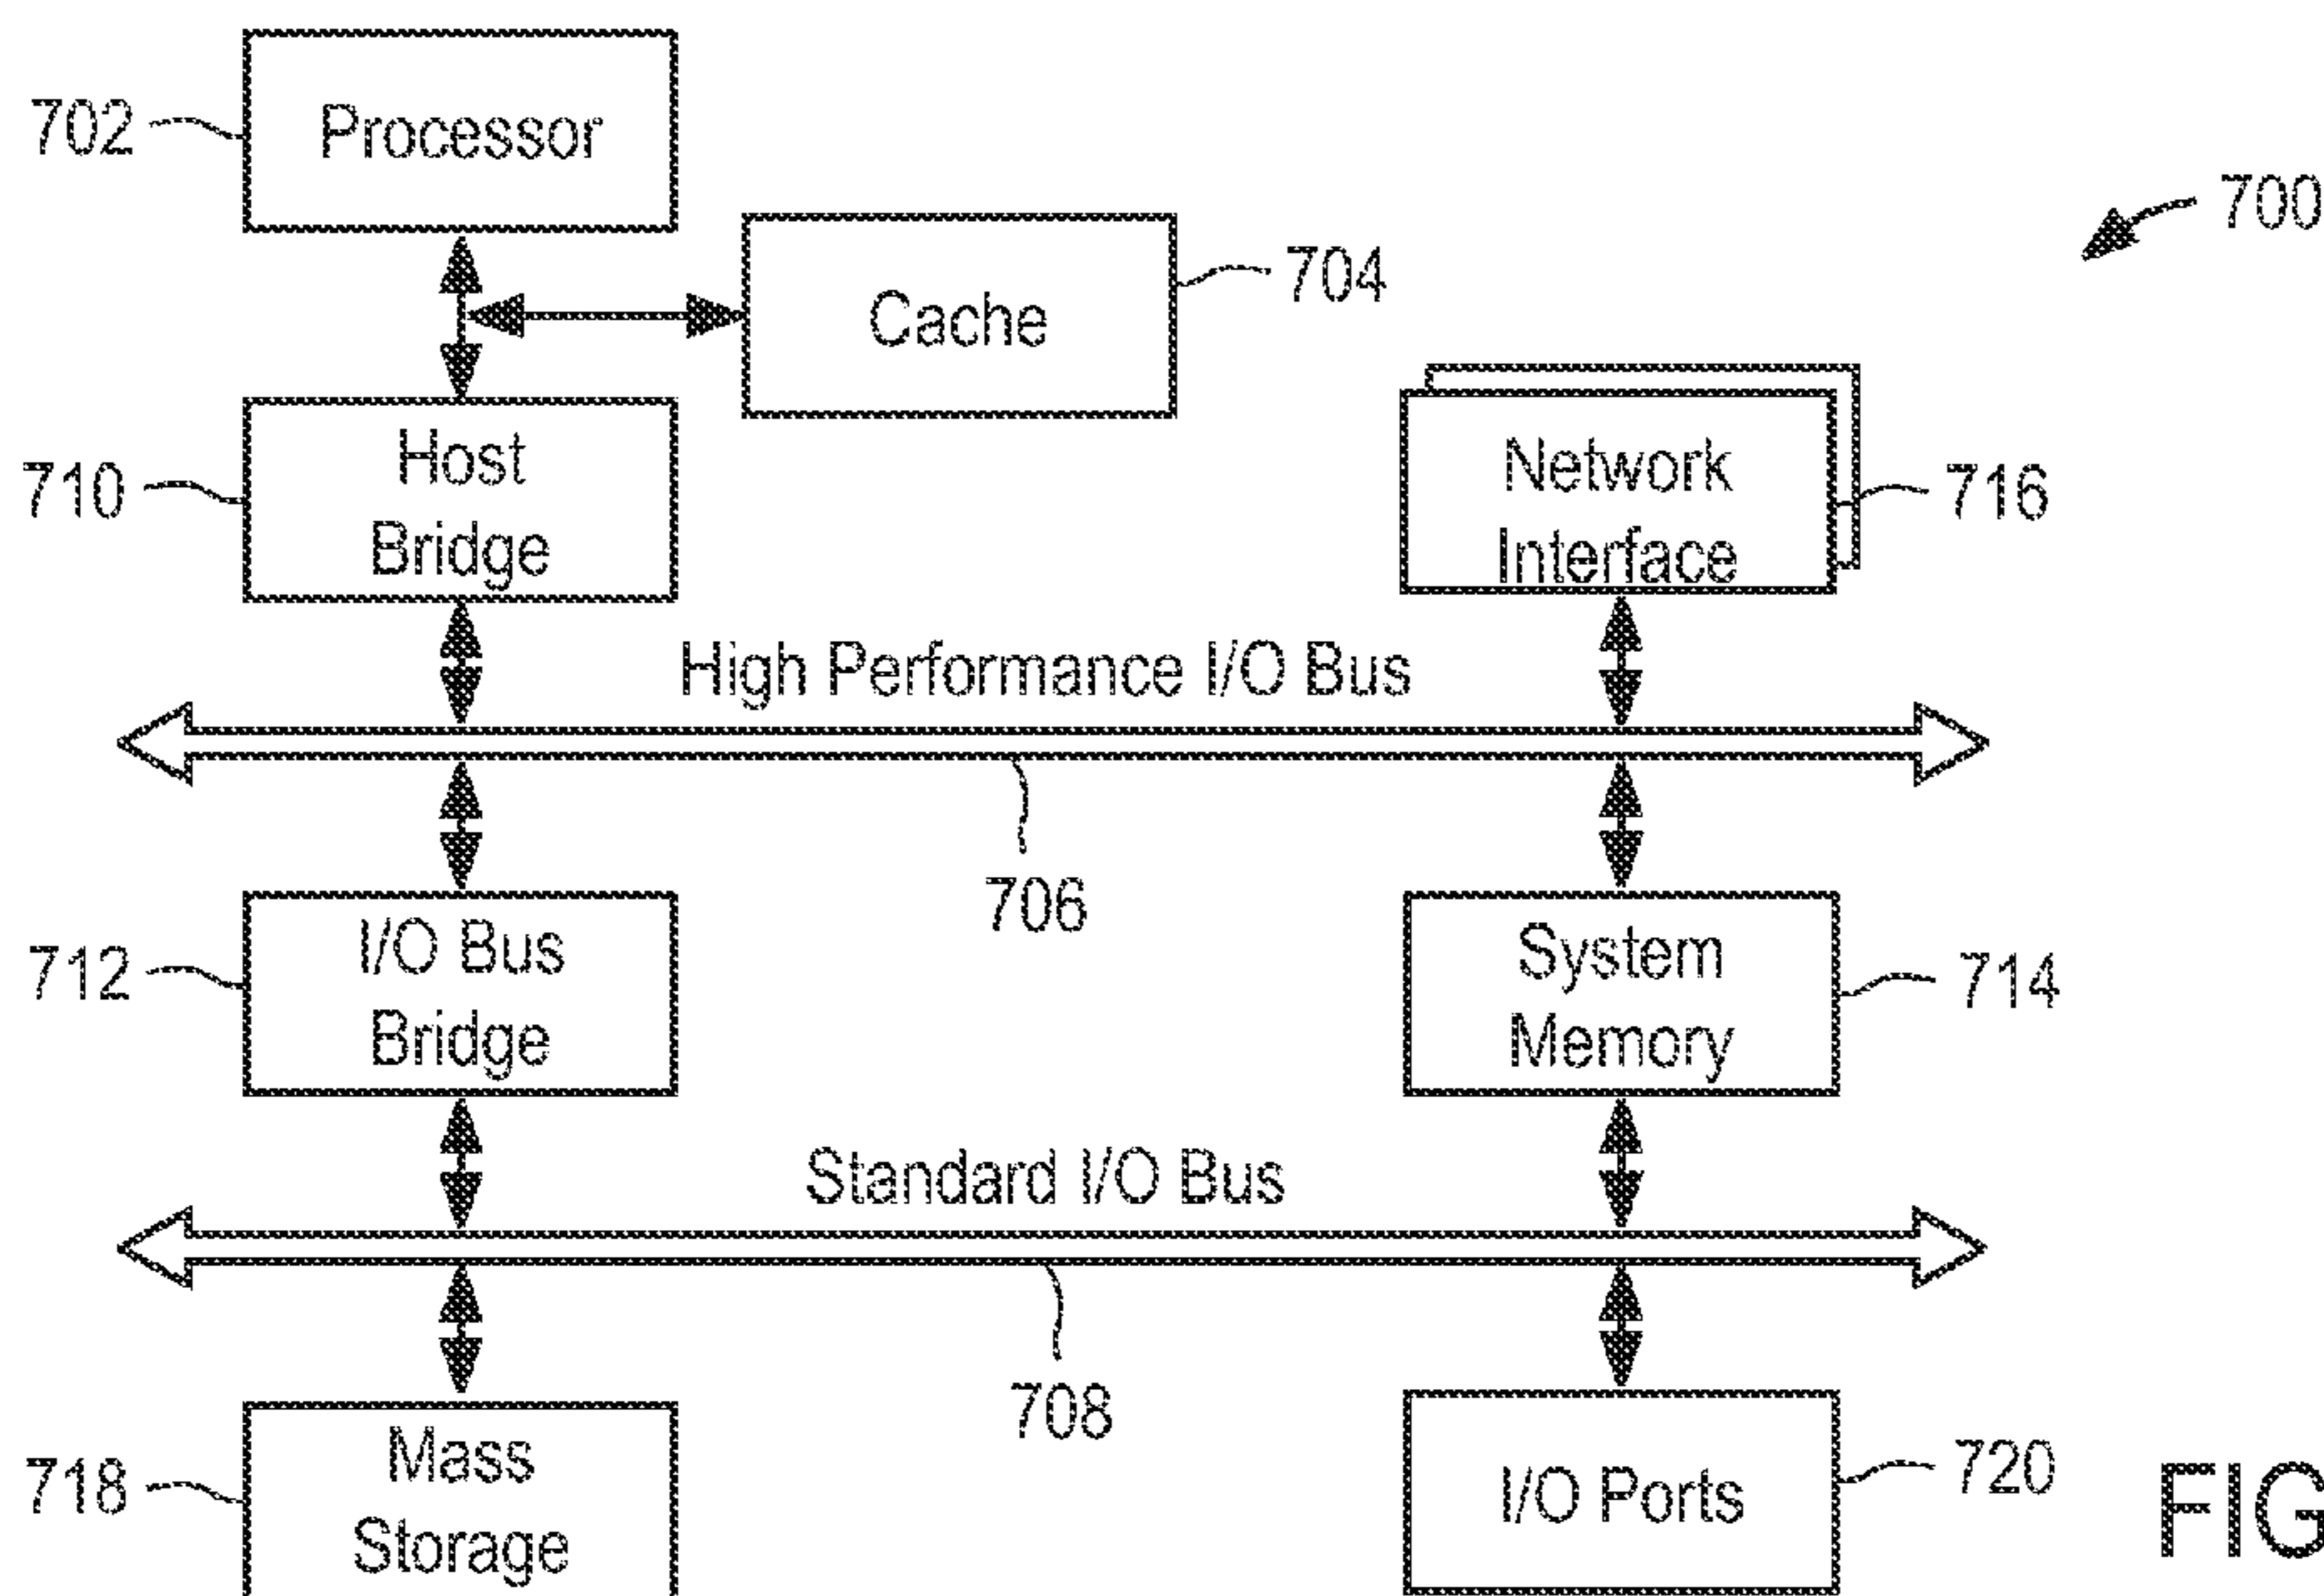 702
Processor
700
704
Cache
710
Host
Bridge
Network
Interface
716
High Performance I/O Bus
706
712
I/O Bus
Bridge
System
Memory
714
Standard I/O Bus
708
718
Mass
Storage
I/O Ports
720
FIG